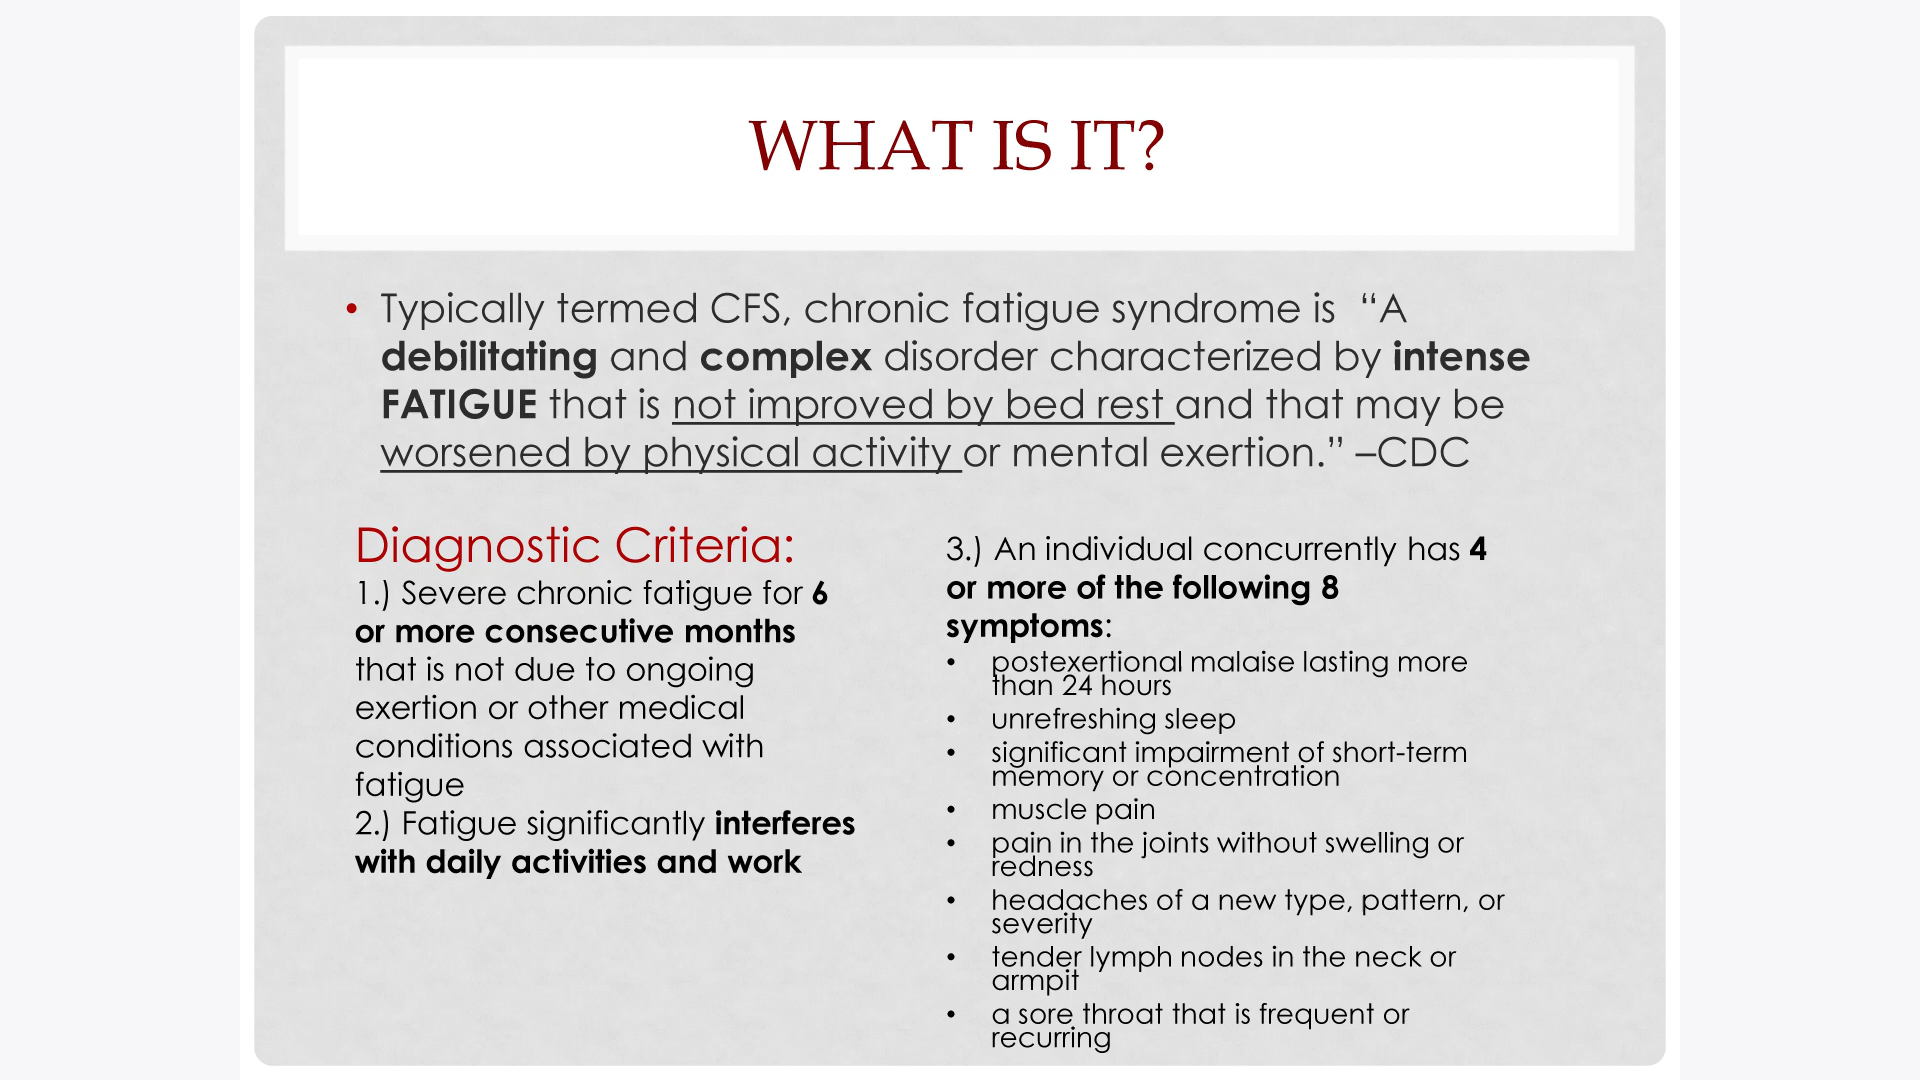 WHAT IS IT?
• Typically termed CFS, chronic fatigue syndrome is “A
debilitating and complex disorder characterized by intense
FATIGUE that is not improved by bed rest and that may be
worsened by physical activity or mental exertion.” –CDC
Diagnostic Criteria:
1.) Severe chronic fatigue for 6
or more consecutive months
that is not due to ongoing
exertion or other medical
conditions associated with
fatigue
2.) Fatigue significantly interferes
with daily activities and work
3.) An individual concurrently has 4
or more of the following 8
symptoms:
• postexertional malaise lasting more
than 24 hours
• unrefreshing sleep
• significant impairment of short-term
memory or concentration
• muscle pain
• pain in the joints without swelling or
redness
• headaches of a new type, pattern, or
severity
• tender lymph nodes in the neck or
armpit
• a sore throat that is frequent or
recurring